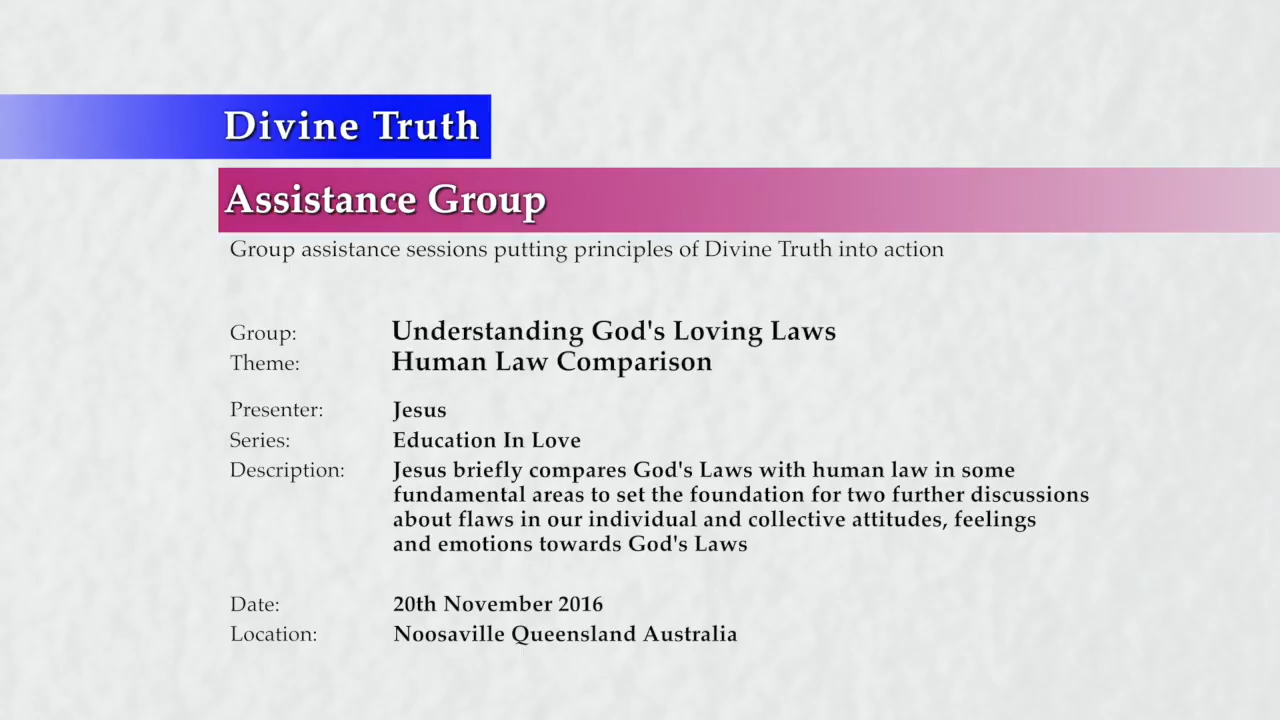 Divine Truth
Assistance Group
Group assistance sessions putting principles of Divine Truth into action
Group: Understanding God's Loving Laws
Theme: Human Law Comparison
Presenter: Jesus
Series: Education In Love
Description: Jesus briefly compares God's Laws with human law in some
fundamental areas to set the foundation for two further discussions
about flaws in our individual and collective attitudes, feelings
and emotions towards God's Laws
Date: 20th November 2016
Location: Noosaville Queensland Australia